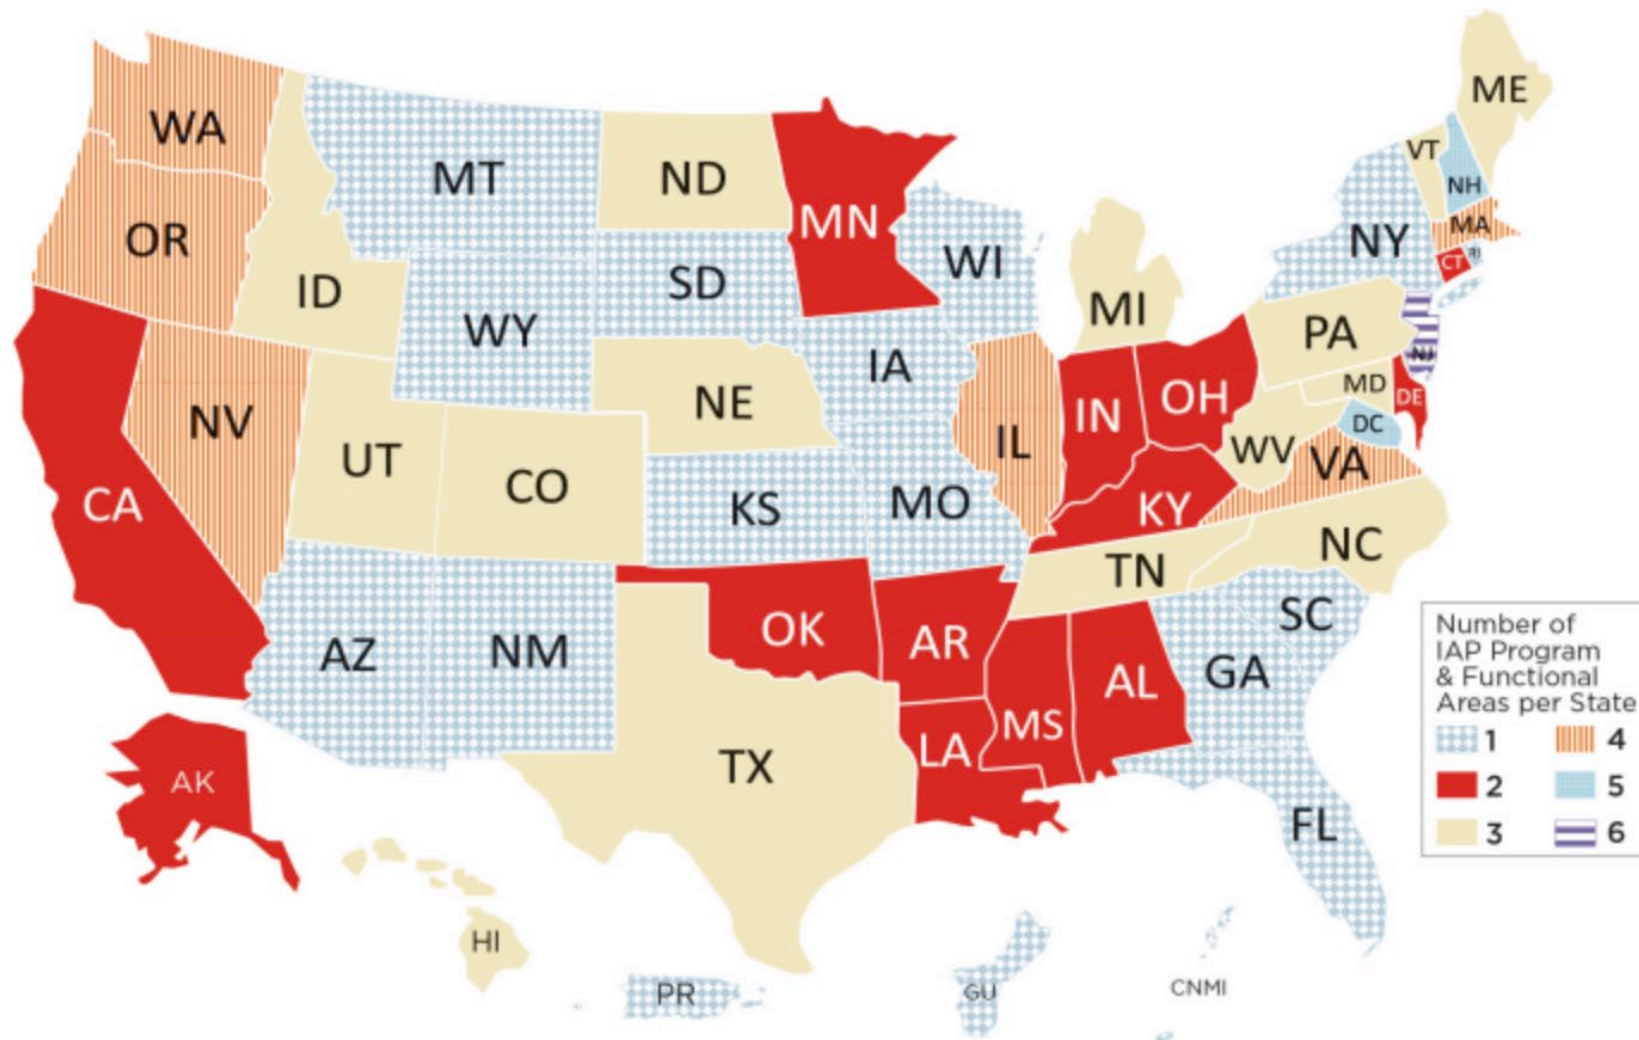 ME
WA
VT
MT
ND
NH
MN
MA
OR
NY
WI
CT RI
SD
ID
MI
WY
PA
IA
NJ
MD
NE
OH
DE
IN
NV
DC
IL
WV
UT
VA
CO
CA
KS
MO
KY
NC
TN
SC
OK
AR
AZ
NM
GA
AL
MS
LA
TX
AK
FL
HI
PR
GU
CNMI
Number of
IAP Program
& Functional
Areas per State
1 4
2 5
3 6